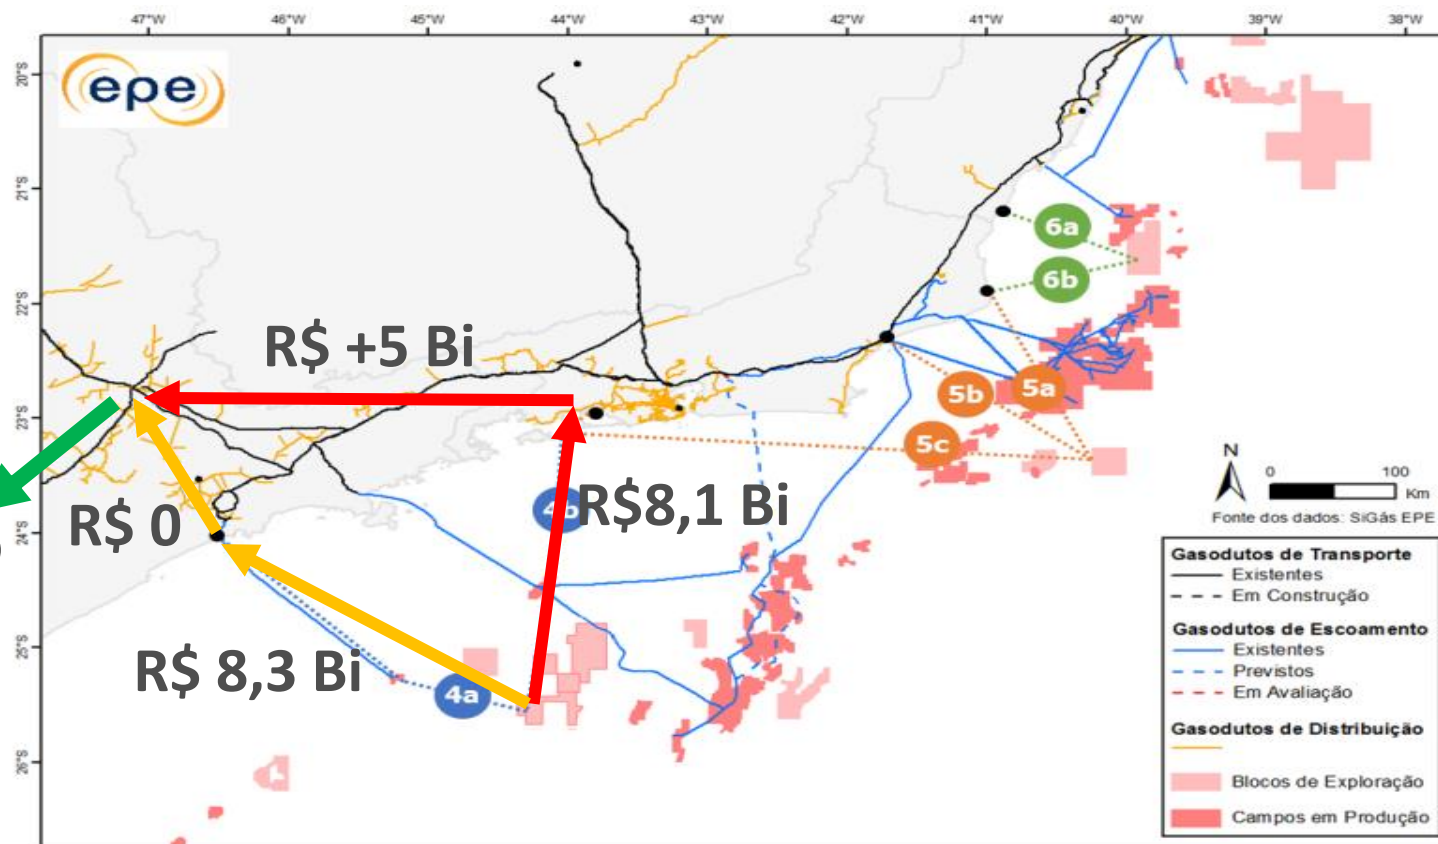 47°W 46°W 45°W 44°W 43°W 42°W 41°W 40°W 39°W 38°W
20°S
21°S
22°S
23°S
24°S
25°S
26°S
epe
6a
6b
R$ +5 Bi
5b
5a
5c
R$ 0
R$8,1 Bi
R$ 8,3 Bi
4a
N
0 100
Km
Fonte dos dados: SIGás EPE
Gasodutos de Transporte
Existentes
Em Construção
Gasodutos de Escoamento
Existentes
Previstos
Em Avaliação
Gasodutos de Distribuição
Blocos de Exploração
Campos em Produção